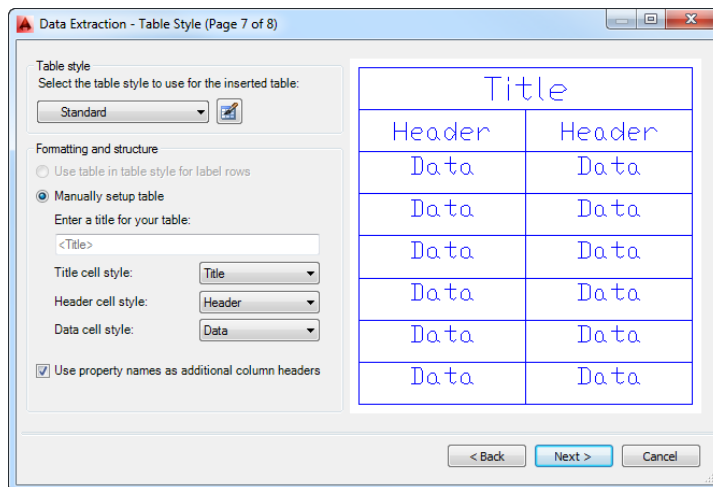 Data Extraction - Table Style (Page 7 of 8)
Table style
Select the table style to use for the inserted table:
Standard
Formatting and structure
Use table in table style for label rows
Manually setup table
Enter a title for your table:
<Title>
Title cell style: Title
Header cell style: Header
Data cell style: Data
Use property names as additional column headers
Title
Header Header
Data Data
Data Data
Data Data
Data Data
Data Data
Data Data
< Back Next > Cancel